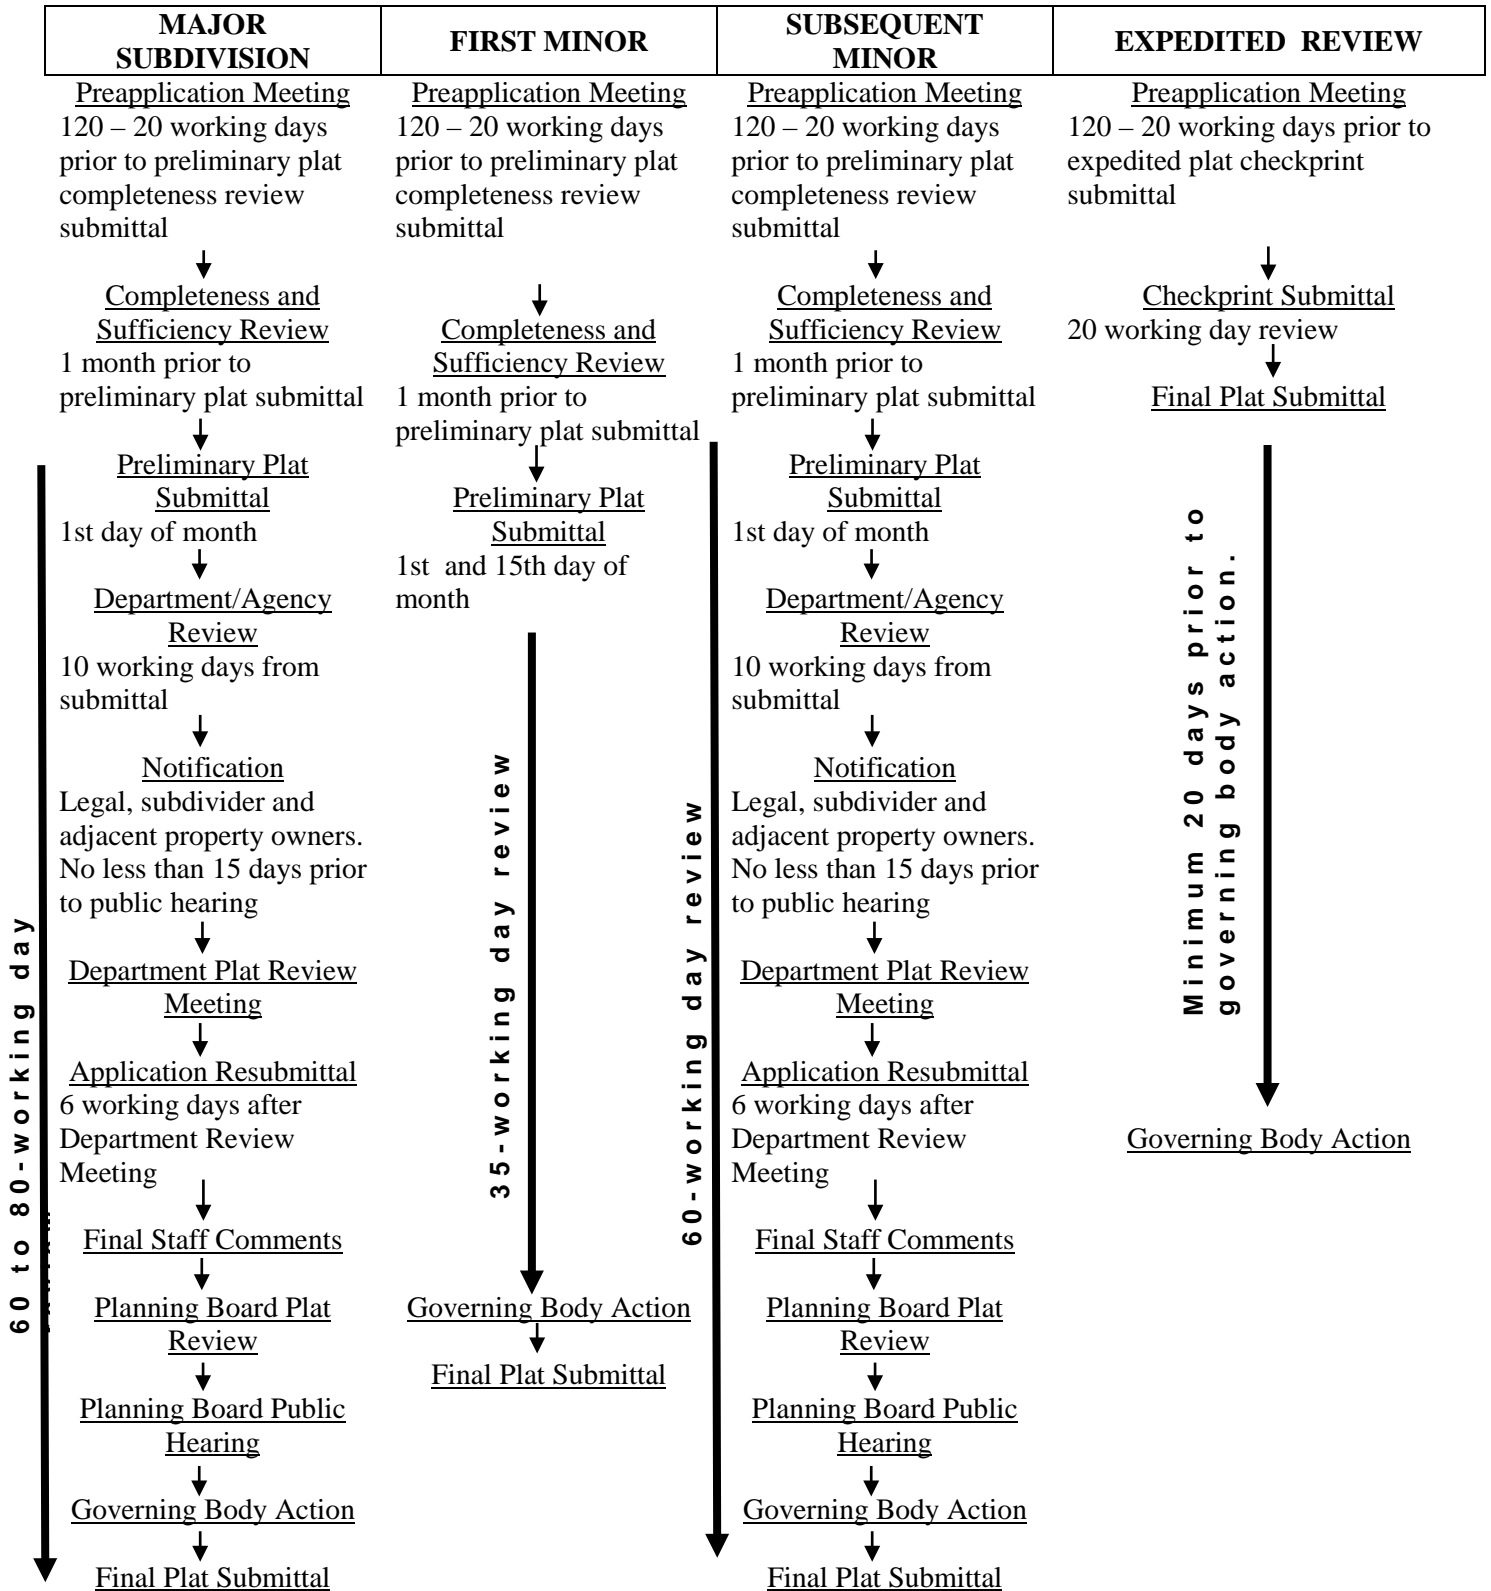 MAJOR
SUBDIVISION
FIRST MINOR
SUBSEQUENT
MINOR
EXPEDITED REVIEW
Preapplication Meeting
120 – 20 working days
prior to preliminary plat
completeness review
submittal
Completeness and
Sufficiency Review
1 month prior to
preliminary plat submittal
Preliminary Plat
Submittal
1st day of month
Department/Agency
Review
10 working days from
submittal
Notification
Legal, subdivider and
adjacent property owners.
No less than 15 days prior
to public hearing
Department Plat Review
Meeting
Application Resubmittal
6 working days after
Department Review
Meeting
Final Staff Comments
Planning Board Plat
Review
Planning Board Public
Hearing
Governing Body Action
Final Plat Submittal
60 to 80-working day
Preapplication Meeting
120 – 20 working days
prior to preliminary plat
completeness review
submittal
Completeness and
Sufficiency Review
1 month prior to
preliminary plat submittal
Preliminary Plat
Submittal
1st and 15th day of
month
35-working day review
Governing Body Action
Final Plat Submittal
Preapplication Meeting
120 – 20 working days
prior to preliminary plat
completeness review
submittal
Completeness and
Sufficiency Review
1 month prior to
preliminary plat submittal
Preliminary Plat
Submittal
1st day of month
Department/Agency
Review
10 working days from
submittal
Notification
Legal, subdivider and
adjacent property owners.
No less than 15 days prior
to public hearing
Department Plat Review
Meeting
Application Resubmittal
6 working days after
Department Review
Meeting
Final Staff Comments
Planning Board Plat
Review
Planning Board Public
Hearing
Governing Body Action
Final Plat Submittal
60-working day review
Preapplication Meeting
120 – 20 working days prior to
expedited plat checkprint
submittal
Checkprint Submittal
20 working day review
Final Plat Submittal
Minimum 20 days prior to
governing body action.
Governing Body Action